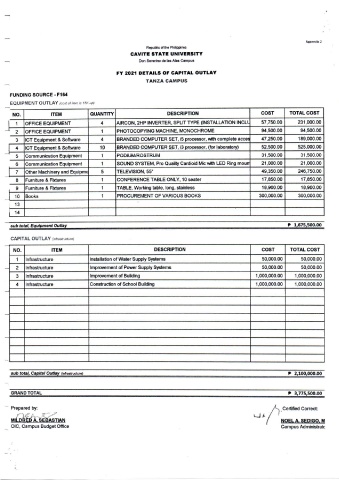 Appendix 2
Republic of the Philippines
CAVITE STATE UNIVERSITY
Don Severino de las Alas Campus
FY 2021 DETAILS OF CAPITAL OUTLAY
TANZA CAMPUS
FUNDING SOURCE - F164
EQUIPMENT OUTLAY
NO. ITEM QUANTITY DESCRIPTION COST TOTAL COST
1 OFFICE EQUIPMENT 4 AIRCON, 2HP INVERTER, SPLIT TYPE (INSTALLATION INCLU 57,750.00 231,000.00
2 OFFICE EQUIPMENT 1 PHOTOCOPYING MACHINE, MONOCHROME 94,500.00 94,500.00
3 ICT Equipment & Software 4 BRANDED COMPUTER SET, i5 processor, with complete acces 47,250.00 189,000.00
4 ICT Equipment & Software 10 BRANDED COMPUTER SET, i3 processor, (for laboratory) 52,500.00 525,000.00
5 Communication Equipment 1 PODIUM/ROSTRUM 31,500.00 31,500.00
6 Communication Equipment 1 SOUND SYSTEM, Pro Quality Cardioid Mic with LED Ring moun 21,000.00 21,000.00
7 Other Machinery and Equipme 5 TELEVISION, 55" 49,350.00 246,750.00
8 Furniture & Fixtures 1 CONFERENCE TABLE ONLY, 10 seater 17,850.00 17,850.00
9 Furniture & Fixtures 1 TABLE, Working table, long, stainless 18,900.00 18,900.00
10 Books 1 PROCUREMENT OF VARIOUS BOOKS 300,000.00 300,000.00
13
14
sub total, Equipment Outlay ₱ 1,675,500.00
CAPITAL OUTLAY (Infrastructure)
NO. ITEM DESCRIPTION COST TOTAL COST
1 Infrastructure Installation of Water Supply Systems 50,000.00 50,000.00
2 Infrastructure Improvement of Power Supply Systems 50,000.00 50,000.00
3 Infrastructure Improvement of Building 1,000,000.00 1,000,000.00
4 Infrastructure Construction of School Building 1,000,000.00 1,000,000.00
sub total, Capital Outlay (Infrastructure) ₱ 2,100,000.00
GRAND TOTAL ₱ 3,775,500.00
Prepared by: Certified Correct:
MILDRED A. SEBASTIAN NOEL A. SEDIGO, M
OIC, Campus Budget Office Campus Administrat